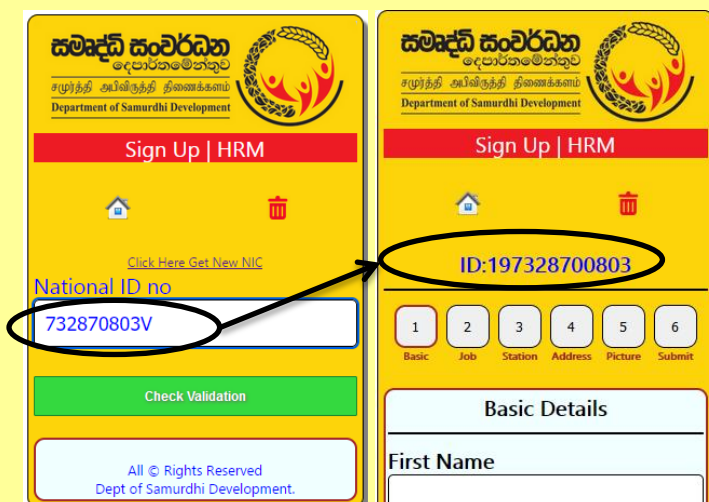 සමෘද්ධි සංවර්ධන
දෙපාර්තමේන්තුව
சமுர்த்தி அபிவிருத்தி திணைக்களம்
Department of Samurdhi Development
Sign Up | HRM
Click Here Get New NIC
National ID no
732870803V
Check Validation
All © Rights Reserved
Dept of Samurdhi Development.
සමෘද්ධි සංවර්ධන
දෙපාර්තමේන්තුව
சமுர்த்தி அபிவிருத்தி திணைக்களம்
Department of Samurdhi Development
Sign Up | HRM
ID:197328700803
1 2 3 4 5 6
Basic Job Station Address Picture Submit
Basic Details
First Name